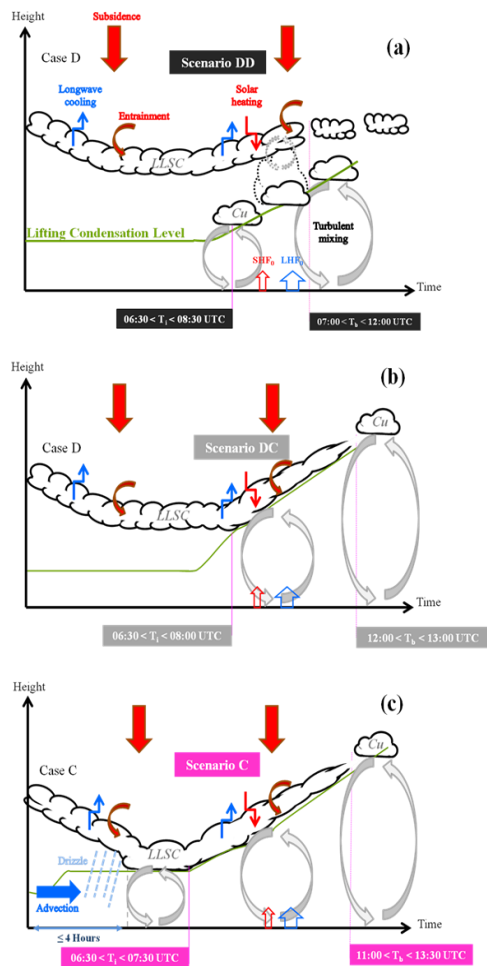 Height
Subsidence
(a)
Case D
Scenario DD
Longwave
cooling
Entrainment
Solar
heating
LLSC
Cu
Lifting Condensation Level
Turbulent
mixing
SHF₀
LHF₀
Time
06:30 < Tᵢ < 08:30 UTC
07:00 < T_b < 12:00 UTC
Height
(b)
Cu
Case D
Scenario DC
LLSC
Time
06:30 < Tᵢ < 08:00 UTC
12:00 < T_b < 13:00 UTC
Height
(c)
Cu
Scenario C
Case C
LLSC
Drizzle
Advection
≤ 4 Hours
Time
06:30 < Tᵢ < 07:30 UTC
11:00 < T_b < 13:30 UTC